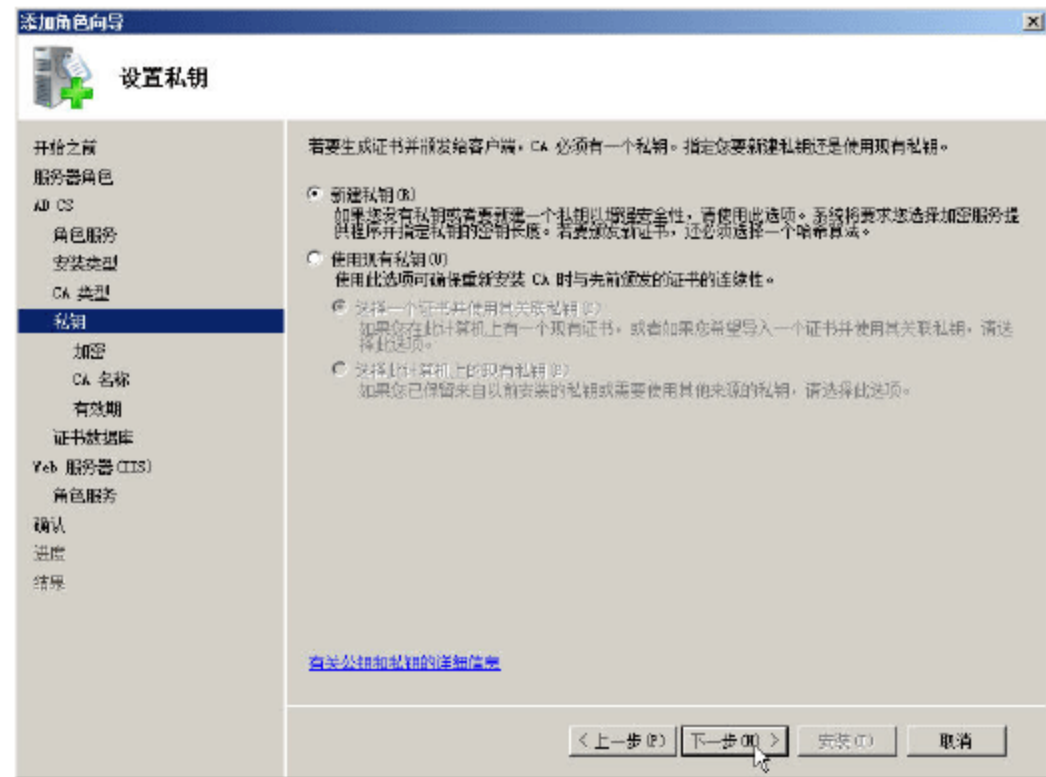 添加角色向导
设置私钥
开始之前
服务器角色
AD CS
角色服务
安装类型
CA 类型
私钥
加密
CA 名称
有效期
证书数据库
Web 服务器(IIS)
角色服务
确认
进度
结果
若要生成证书并颁发给客户端，CA 必须有一个私钥。指定您要新建私钥还是使用现有私钥。
新建私钥(R)
如果您没有私钥或者要新建一个私钥以增强安全性，请使用此选项。系统将要求您选择加密服务提
供程序并指定私钥的密钥长度。若要颁发新证书，还必须选择一个哈希算法。
使用现有私钥(U)
使用此选项可确保重新安装 CA 时与先前颁发的证书的连续性。
选择一个证书并使用其关联私钥(C)
如果您在此计算机上有一个现有证书，或者如果您希望导入一个证书并使用其关联私钥，请选
择此选项。
选择此计算机上的现有私钥(E)
如果您已保留来自以前安装的私钥或需要使用其他来源的私钥，请选择此选项。
有关公钥和私钥的详细信息
< 上一步(P) 下一步(N) > 安装(I) 取消